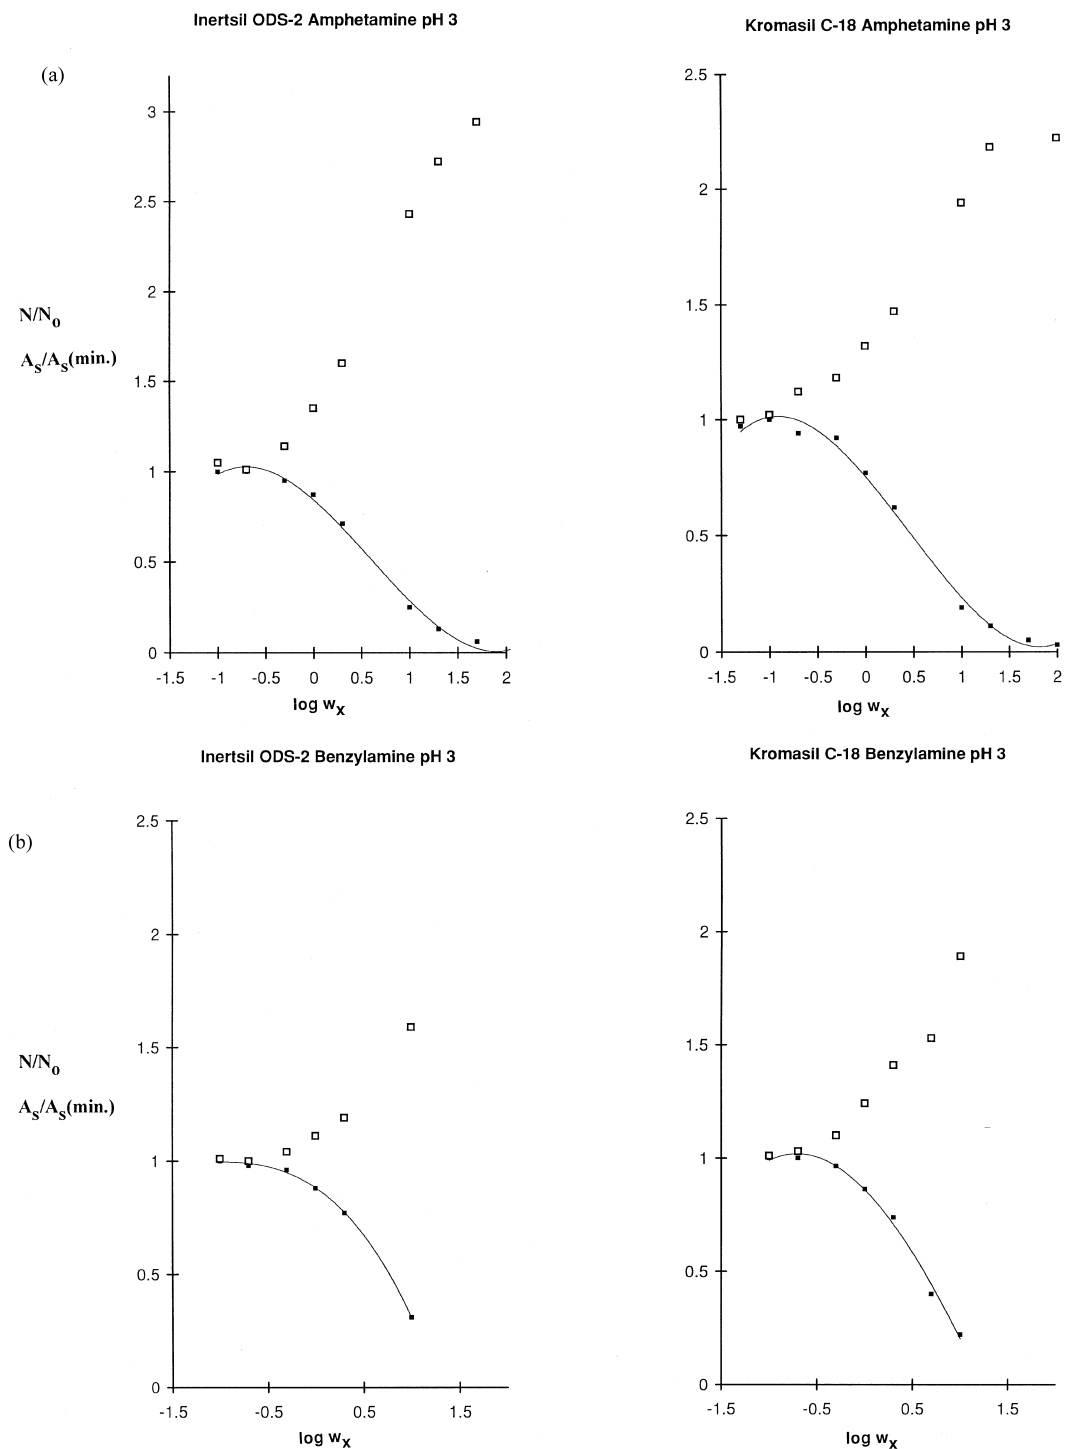 Inertsil ODS-2 Amphetamine pH 3
Kromasil C-18 Amphetamine pH 3
(a)
N/No
As/As(min.)
3
2.5
2
1.5
1
0.5
0
-1.5 -1 -0.5 0 0.5 1 1.5 2
log wX
2.5
2
1.5
1
0.5
0
-1.5 -1 -0.5 0 0.5 1 1.5 2
log wX
Inertsil ODS-2 Benzylamine pH 3
Kromasil C-18 Benzylamine pH 3
(b)
N/No
As/As(min.)
2.5
2
1.5
1
0.5
0
-1.5 -0.5 0.5 1.5
log wX
2.5
2
1.5
1
0.5
0
-1.5 -0.5 0.5 1.5
log wX